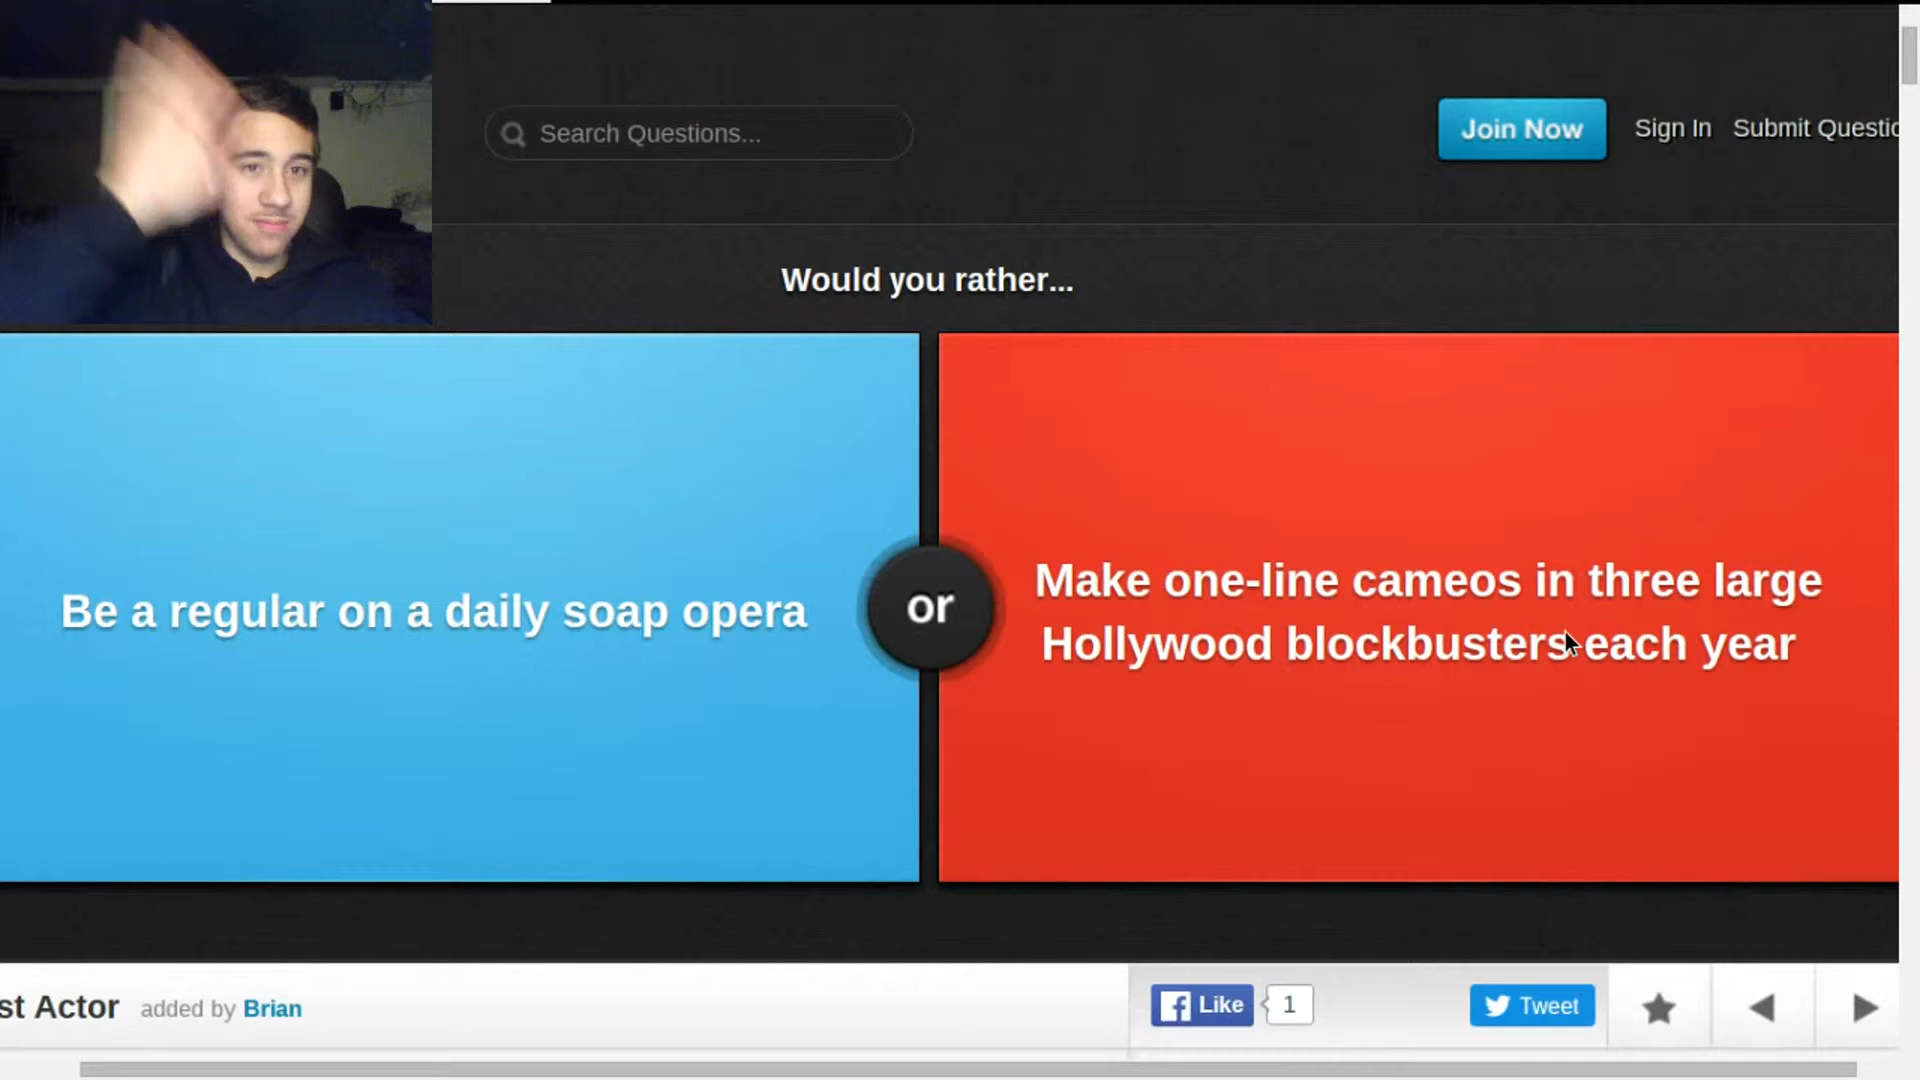 Search Questions...
Join Now
Sign In
Submit Questio
Would you rather...
Be a regular on a daily soap opera
or
Make one-line cameos in three large
Hollywood blockbusters each year
st Actor added by Brian
Like
1
Tweet